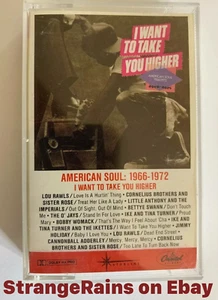 I WANT
TO TAKE
YOU HIGHER
AMERICAN SOUL: 1966-1972
I WANT TO TAKE YOU HIGHER
LOU RAWLS/Love Is A Hurtin' Thing • CORNELIUS BROTHERS AND
SISTER ROSE/Treat Her Like A Lady • LITTLE ANTHONY AND THE
IMPERIALS/Out Of Sight, Out Of Mind • BETTYE SWANN/Don't Touch
Me • THE O'JAYS/Stand In For Love • IKE AND TINA TURNER/Proud
Mary • BOBBY WOMACK/That's The Way I Feel About Cha • IKE AND
TINA TURNER AND THE IKETTES/I Want To Take You Higher • JIMMY
HOLIDAY/Baby I Love You • LOU RAWLS/Dead End Street •
CANNONBALL ADDERLEY/Mercy, Mercy, Mercy • CORNELIUS
BROTHERS AND SISTER ROSE/Too Late To Turn Back Now
Capitol
StrangeRains on Ebay